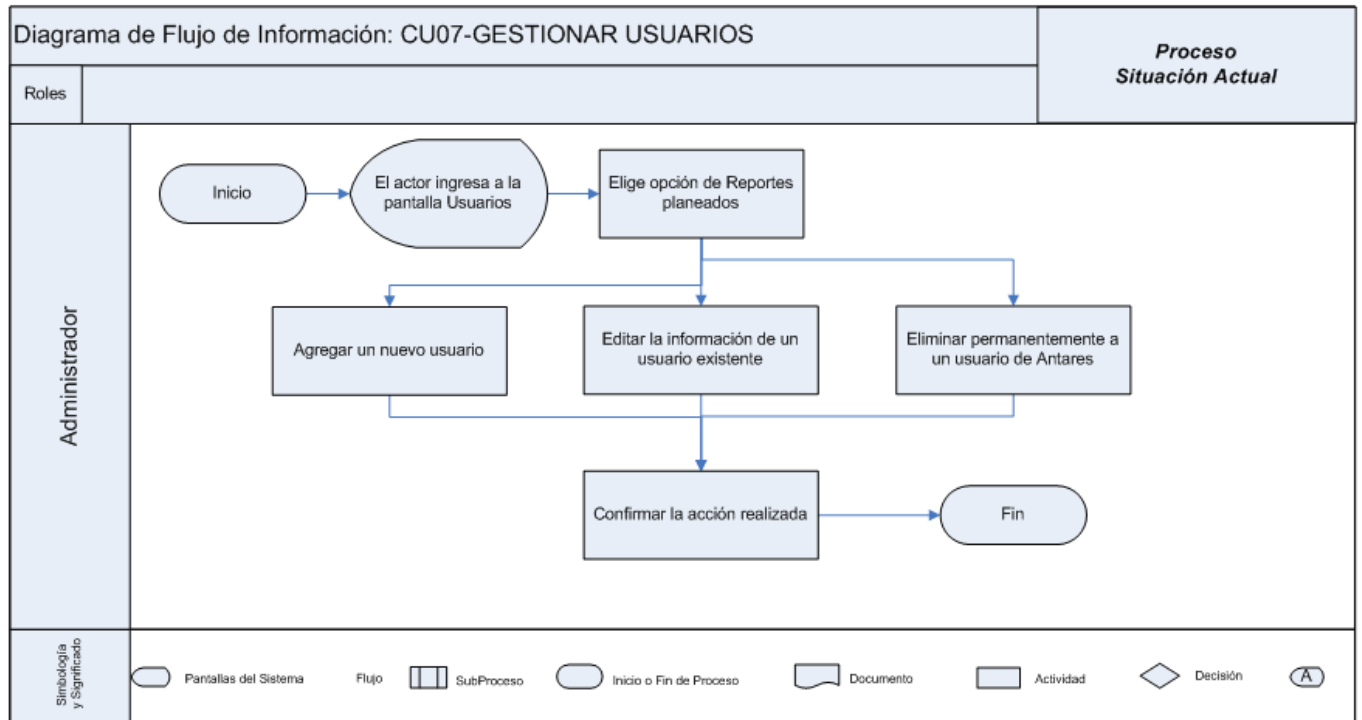 Diagrama de Flujo de Información: CU07-GESTIONAR USUARIOS
Proceso
Situación Actual
Roles
Administrador
Inicio
El actor ingresa a la
pantalla Usuarios
Elige opción de Reportes
planeados
Agregar un nuevo usuario
Editar la información de un
usuario existente
Eliminar permanentemente a
un usuario de Antares
Confirmar la acción realizada
Fin
Simbología
y Significado
Pantallas del Sistema
Flujo
SubProceso
Inicio o Fin de Proceso
Documento
Actividad
Decisión
A